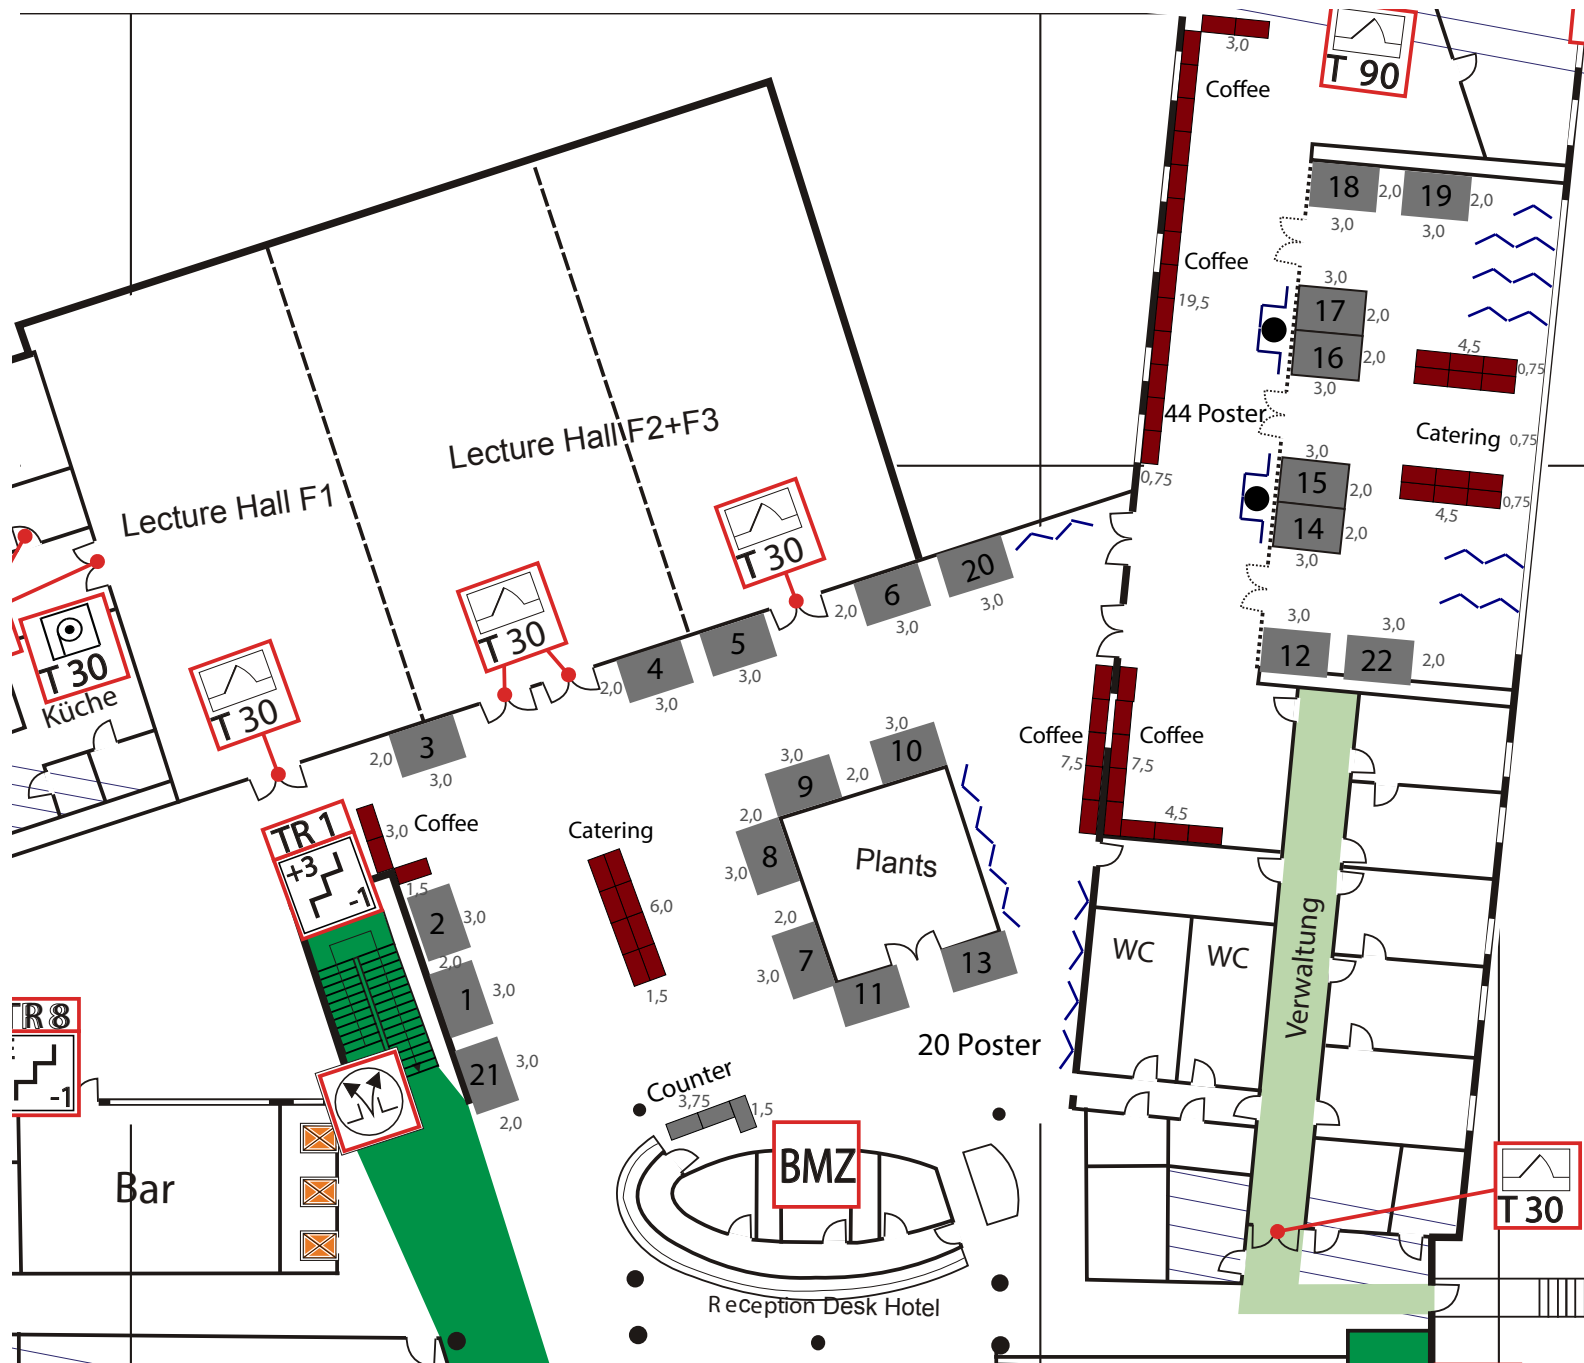 3,0
T 90
Coffee
18
2,0
19
2,0
3,0
3,0
Coffee
3,0
19,5
17
2,0
16
2,0
3,0
4,5
0,75
44 Poster
Catering
0,75
Lecture Hall F2+F3
3,0
0,75
15
2,0
0,75
4,5
14
2,0
3,0
Lecture Hall F1
T 30
20
3,0
6
2,0
3,0
T 30
5
3,0
4
2,0
3,0
T 30
Küche
T 30
3,0
3,0
12
22
2,0
3
2,0
3,0
3,0
10
Coffee
Coffee
7,5
7,5
3,0
9
2,0
4,5
TR 1
+3
-1
3,0
Coffee
1,5
Catering
6,0
1,5
2,0
8
3,0
Plants
2
3,0
2,0
2,0
7
3,0
13
11
WC
WC
Verwaltung
1
3,0
TR 8
-1
21
3,0
2,0
20 Poster
Counter
3,75
1,5
BMZ
Bar
T 30
Reception Desk Hotel